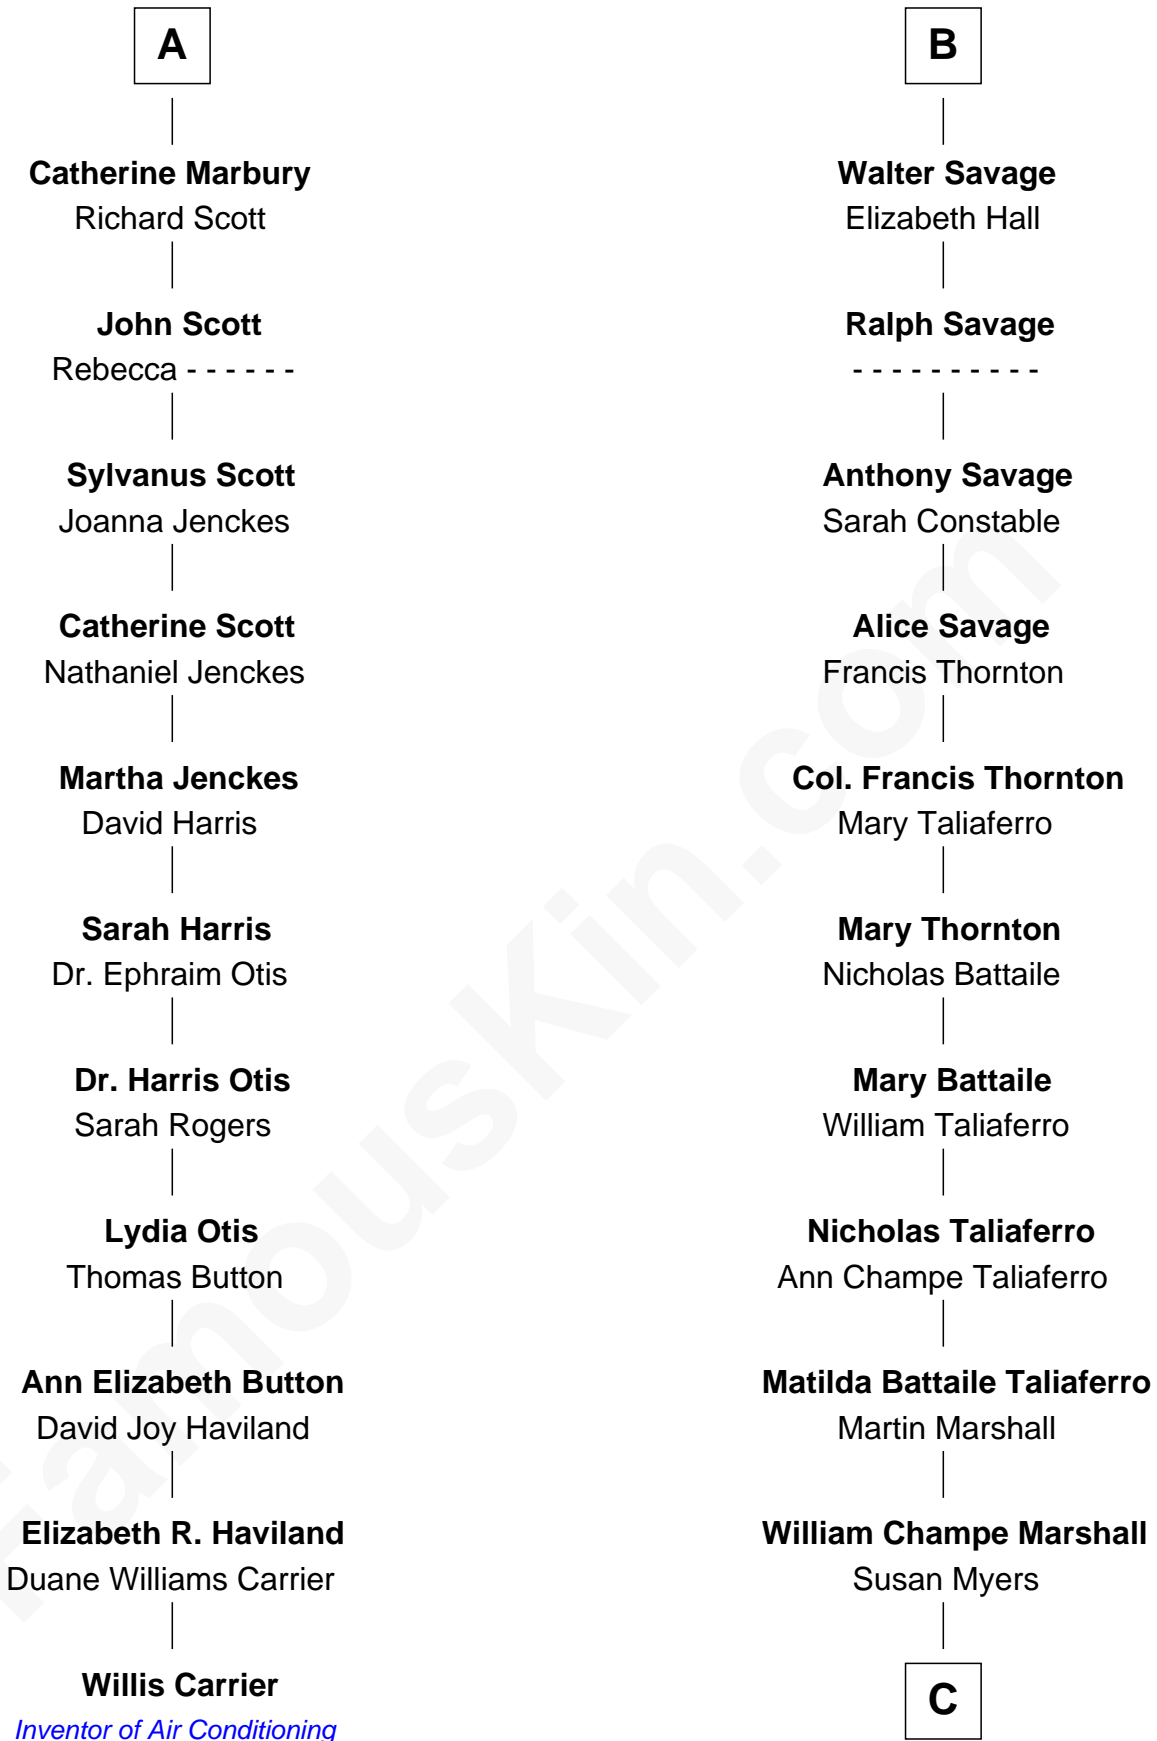 A
Catherine Marbury
Richard Scott
John Scott
Rebecca - - - - - -
Sylvanus Scott
Joanna Jenckes
Catherine Scott
Nathaniel Jenckes
Martha Jenckes
David Harris
Sarah Harris
Dr. Ephraim Otis
Dr. Harris Otis
Sarah Rogers
Lydia Otis
Thomas Button
Ann Elizabeth Button
David Joy Haviland
Elizabeth R. Haviland
Duane Williams Carrier
Willis Carrier
Inventor of Air Conditioning
B
Walter Savage
Elizabeth Hall
Ralph Savage
- - - - - - - - - -
Anthony Savage
Sarah Constable
Alice Savage
Francis Thornton
Col. Francis Thornton
Mary Taliaferro
Mary Thornton
Nicholas Battaile
Mary Battaile
William Taliaferro
Nicholas Taliaferro
Ann Champe Taliaferro
Matilda Battaile Taliaferro
Martin Marshall
William Champe Marshall
Susan Myers
C
FamousKin.com